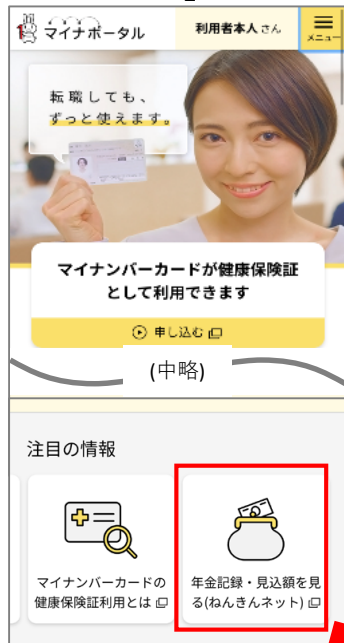 マイナポータル
利用者本人さん
メニュー
転職しても、
ずっと使えます。
マイナンバーカードが健康保険証
として利用できます
申し込む
(中略)
注目の情報
マイナンバーカードの
健康保険証利用とは
年金記録・見込額を見
る(ねんきんネット)